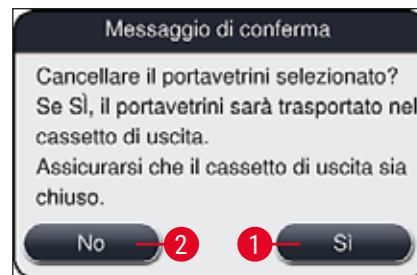 Messaggio di conferma
Cancellare il portavetrini selezionato?
Se SÌ, il portavetrini sarà trasportato nel
cassetto di uscita.
Assicurarsi che il cassetto di uscita sia
chiuso.
No 2 1 Sì